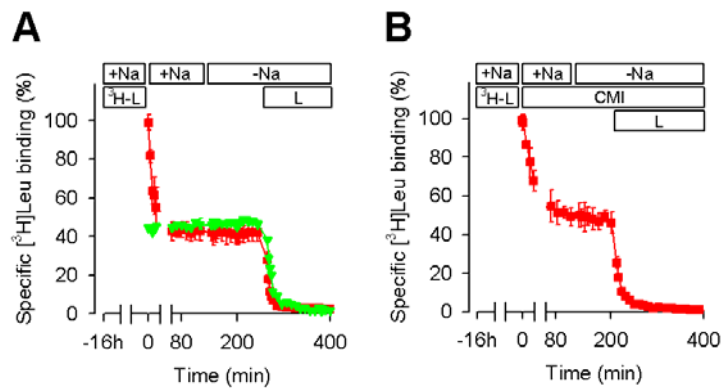 A
+Na +Na -Na
³H-L L
Specific [³H]Leu binding (%)
100
80
60
40
20
0
-16h 0 80 200 400
Time (min)
B
+Na +Na -Na
³H-L CMI
L
Specific [³H]Leu binding (%)
100
80
60
40
20
0
-16h 0 80 200 400
Time (min)